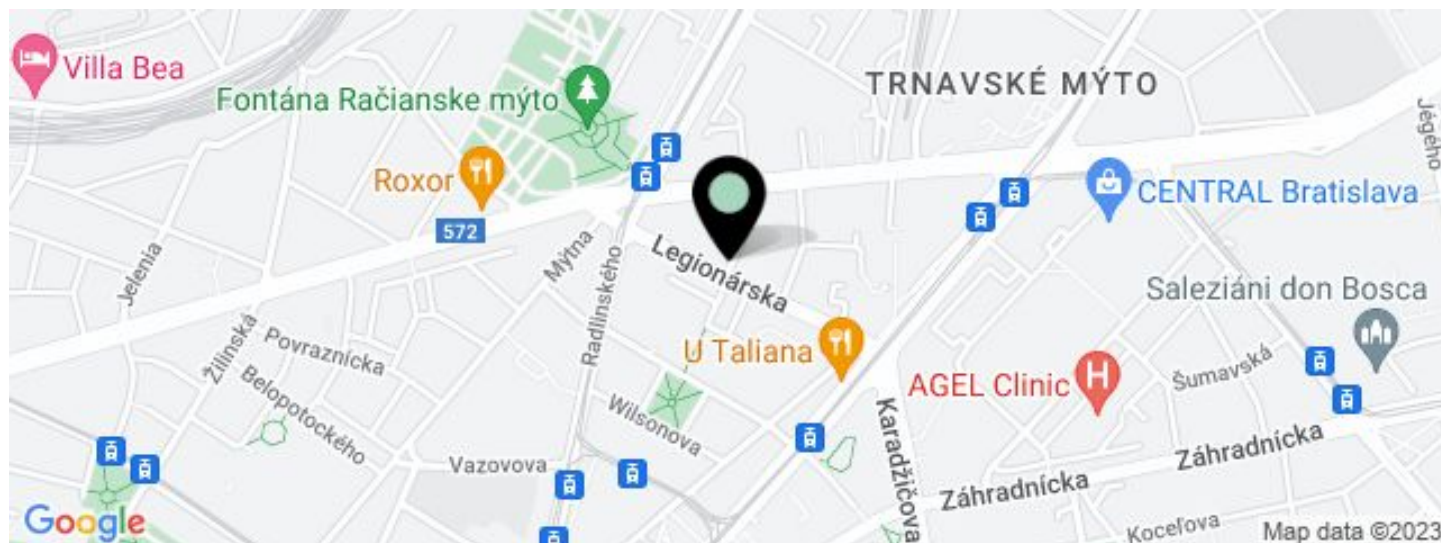 Villa Bea
TRNAVSKÉ MÝTO
Fontána Račianske mýto
Jégého
Roxor
CENTRAL Bratislava
572
Mýtna
Legionárska
Jelenia
Radlinského
Saleziáni don Bosca
Žilinská
Povraznícka
U Taliana
AGEL Clinic
H
Šumavská
Belopotockého
Wilsonova
Karadžičova
Vazovova
Záhradnícka
Záhradnícka
Koceľova
Google
Map data ©2023